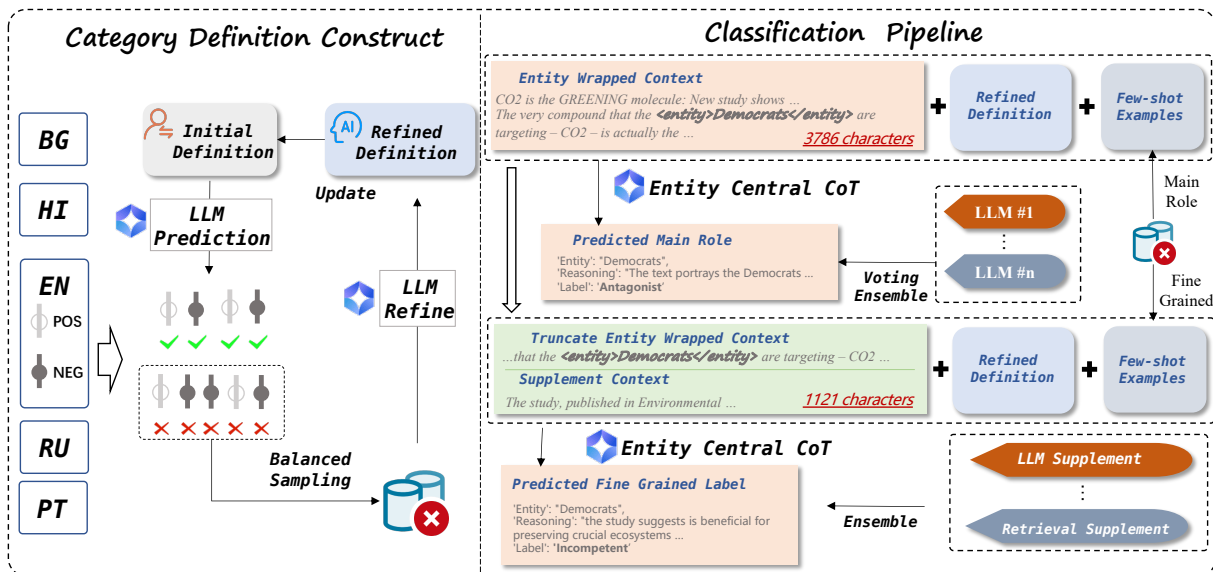 Category Definition Construct
BG
HI
EN
POS
NEG
RU
PT
Initial
Definition
AI
Refined
Definition
Update
LLM
Prediction
LLM
Refine
Balanced
Sampling
Classification Pipeline
Entity Wrapped Context
CO2 is the GREENING molecule: New study shows …
The very compound that the <entity>Democrats</entity> are
targeting – CO2 – is actually the …
3786 characters
Refined
Definition
Few-shot
Examples
Entity Central CoT
Main
Role
Fine
Grained
Predicted Main Role
'Entity': "Democrats",
'Reasoning': "The text portrays the Democrats ...
'Label': 'Antagonist'
Voting
Ensemble
LLM #1
⋮
LLM #n
Truncate Entity Wrapped Context
…that the <entity>Democrats</entity> are targeting – CO2 …
Supplement Context
The study, published in Environmental …
1121 characters
Refined
Definition
Few-shot
Examples
Entity Central CoT
Predicted Fine Grained Label
'Entity': "Democrats",
'Reasoning': "the study suggests is beneficial for
preserving crucial ecosystems ...
'Label': 'Incompetent'
Ensemble
LLM Supplement
⋮
Retrieval Supplement